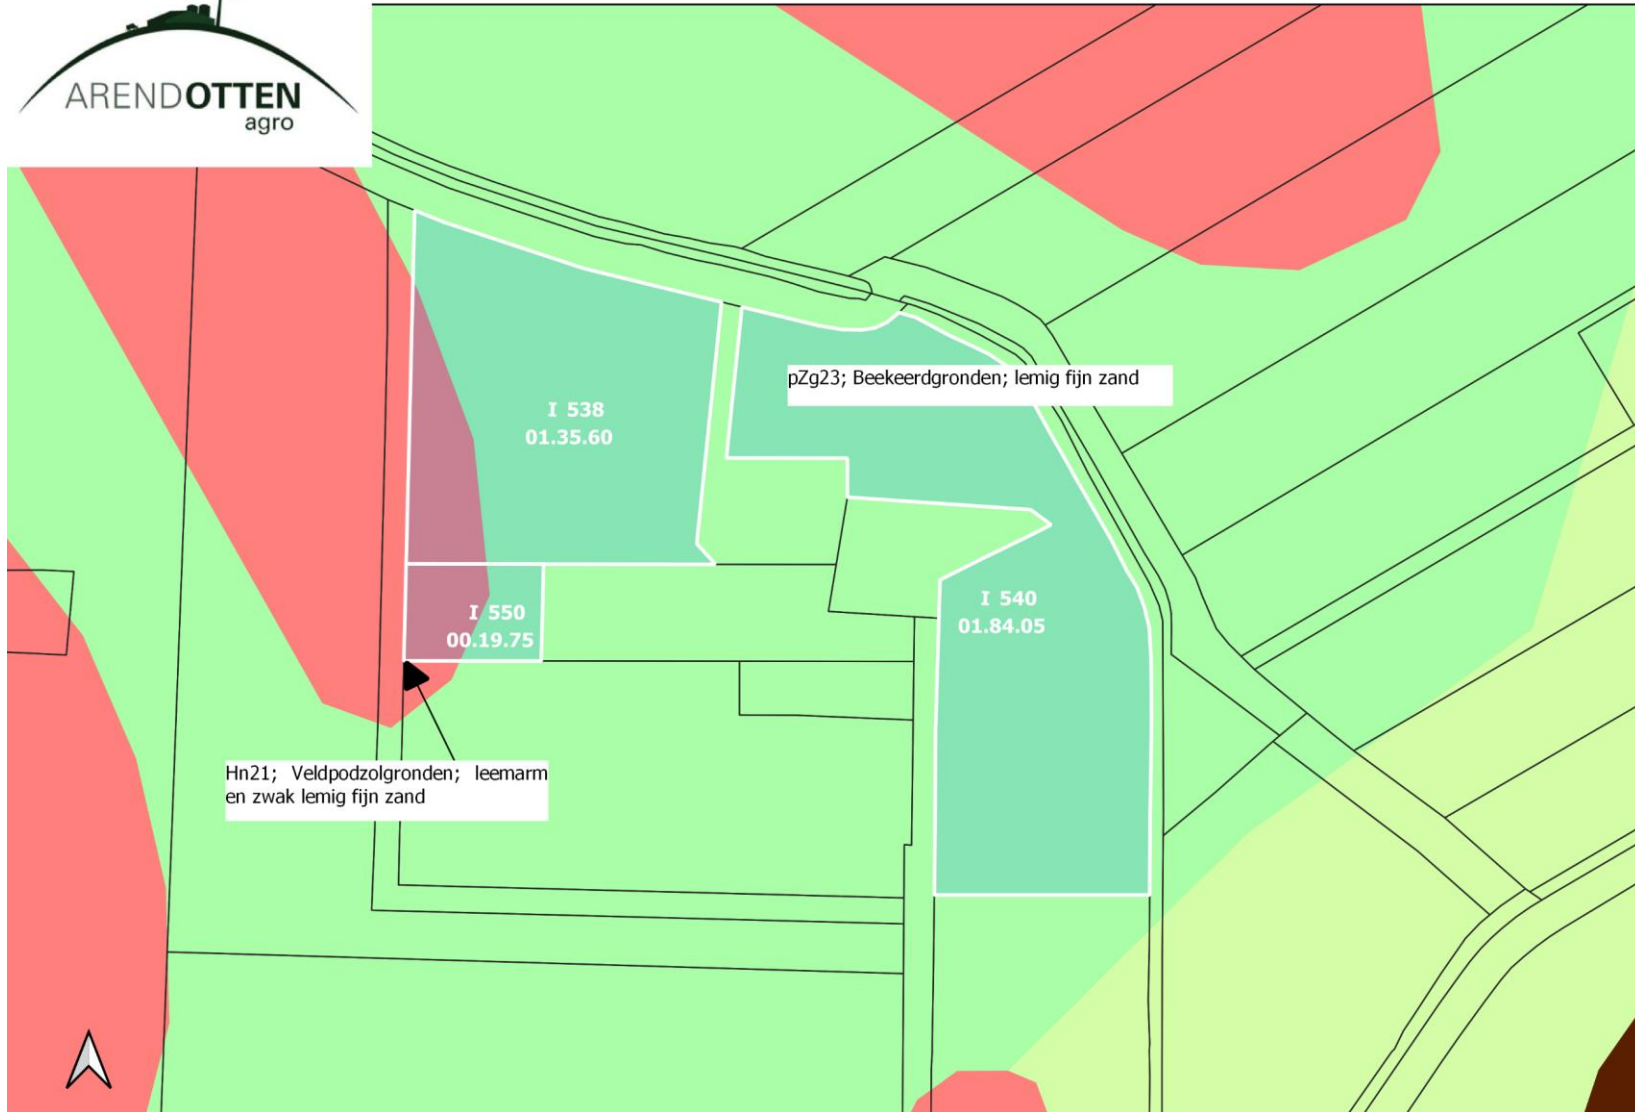 ARENDOTTEN
agro
pZg23; Beekeerdgronden; lemig fijn zand
I 538
01.35.60
I 540
01.84.05
I 550
00.19.75
Hn21; Veldpodzolgronden; leemarm
en zwak lemig fijn zand